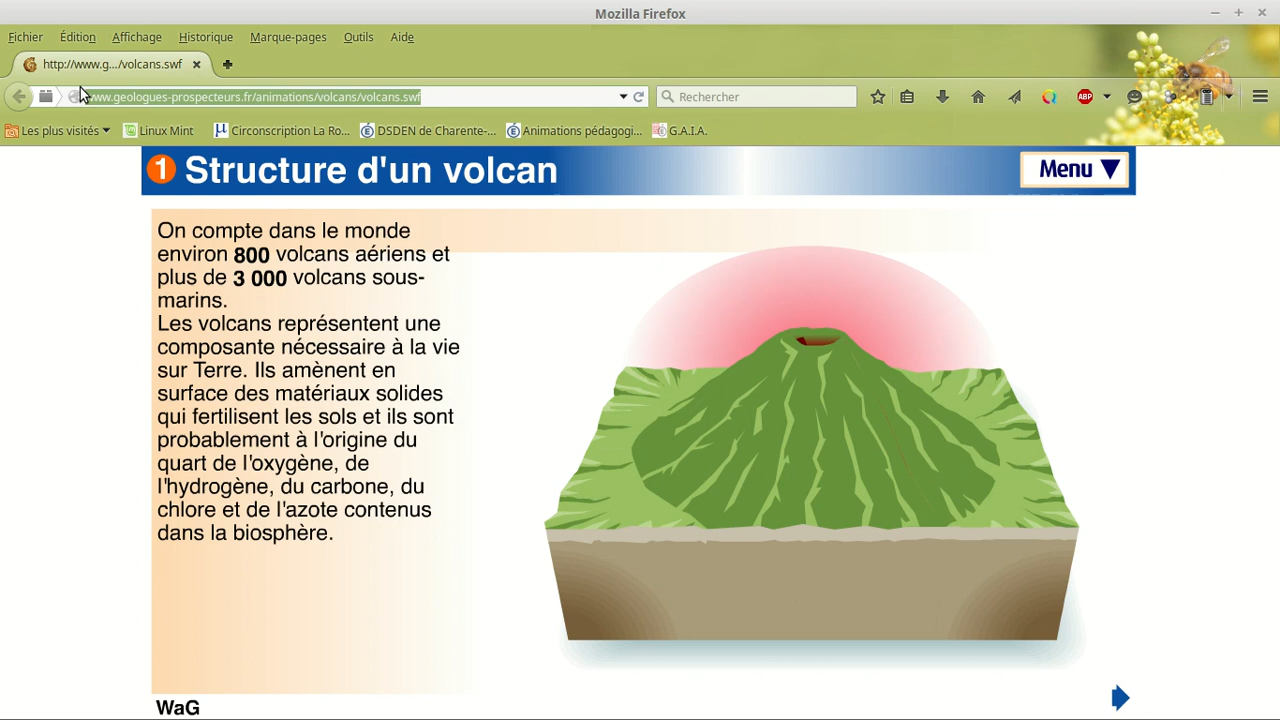 Mozilla Firefox
Fichier Édition Affichage Historique Marque-pages Outils Aide
http://www.g.../volcans.swf
www.geologues-prospecteurs.fr/animations/volcans/volcans.swf
Rechercher
ABP
Les plus visités Linux Mint Circonscription La Ro... DSDEN de Charente-... Animations pédagogi... G.A.I.A.
1 Structure d'un volcan
Menu
On compte dans le monde
environ 800 volcans aériens et
plus de 3 000 volcans sous-
marins.
Les volcans représentent une
composante nécessaire à la vie
sur Terre. Ils amènent en
surface des matériaux solides
qui fertilisent les sols et ils sont
probablement à l'origine du
quart de l'oxygène, de
l'hydrogène, du carbone, du
chlore et de l'azote contenus
dans la biosphère.
WaG